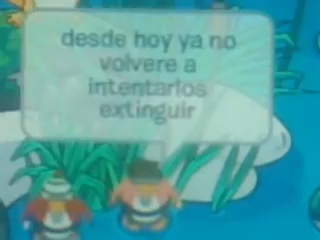 desde hoy ya no
volvere a
intentarlos
extinguir